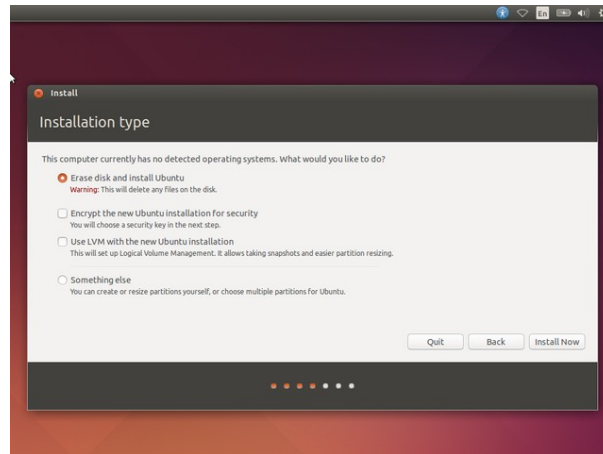 En
Install
Installation type
This computer currently has no detected operating systems. What would you like to do?
Erase disk and install Ubuntu
Warning: This will delete any files on the disk.
Encrypt the new Ubuntu installation for security
You will choose a security key in the next step.
Use LVM with the new Ubuntu installation
This will set up Logical Volume Management. It allows taking snapshots and easier partition resizing.
Something else
You can create or resize partitions yourself, or choose multiple partitions for Ubuntu.
Quit Back Install Now